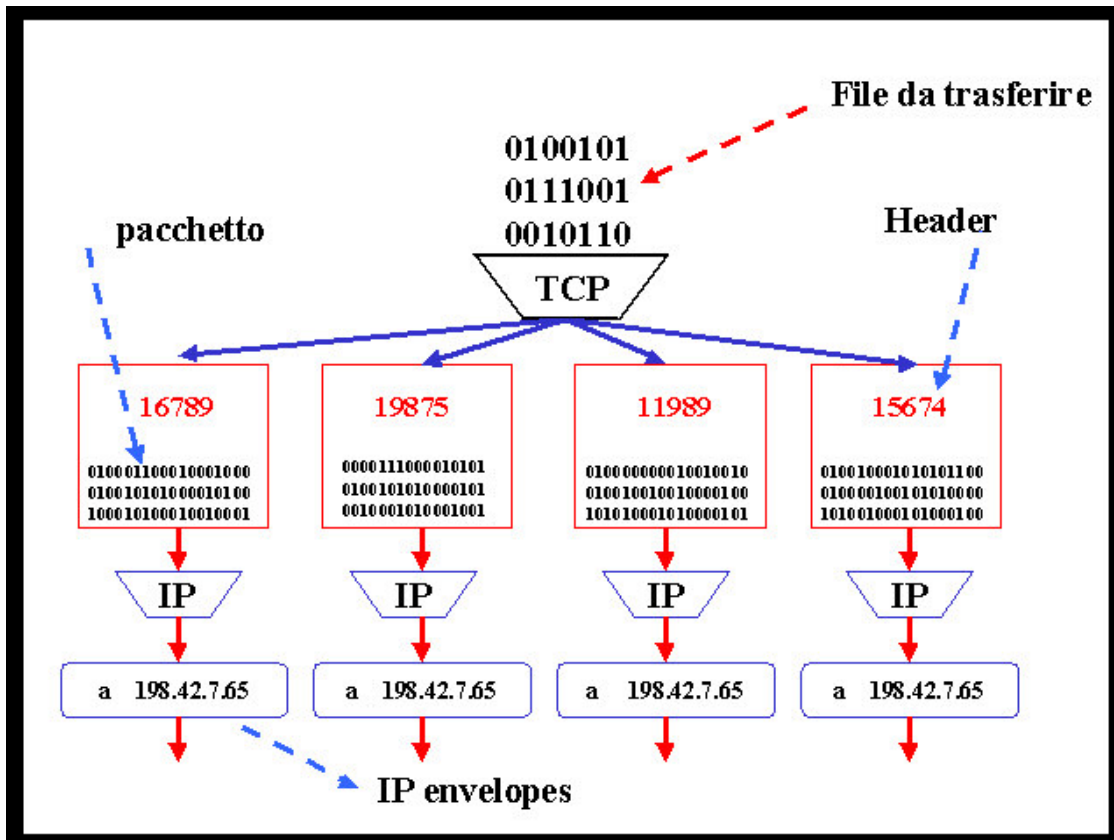 File da trasferire
0100101
0111001
0010110
pacchetto
Header
TCP
16789
19875
11989
15674
010001100010001000
010010101000010100
100010100010010001
0000111000010101
0100101010000101
0010001010001001
010000000010010010
010010010010000100
101010001010000101
010010001010101100
010000100101010000
101001000101000100
IP
IP
IP
IP
a 198.42.7.65
a 198.42.7.65
a 198.42.7.65
a 198.42.7.65
IP envelopes